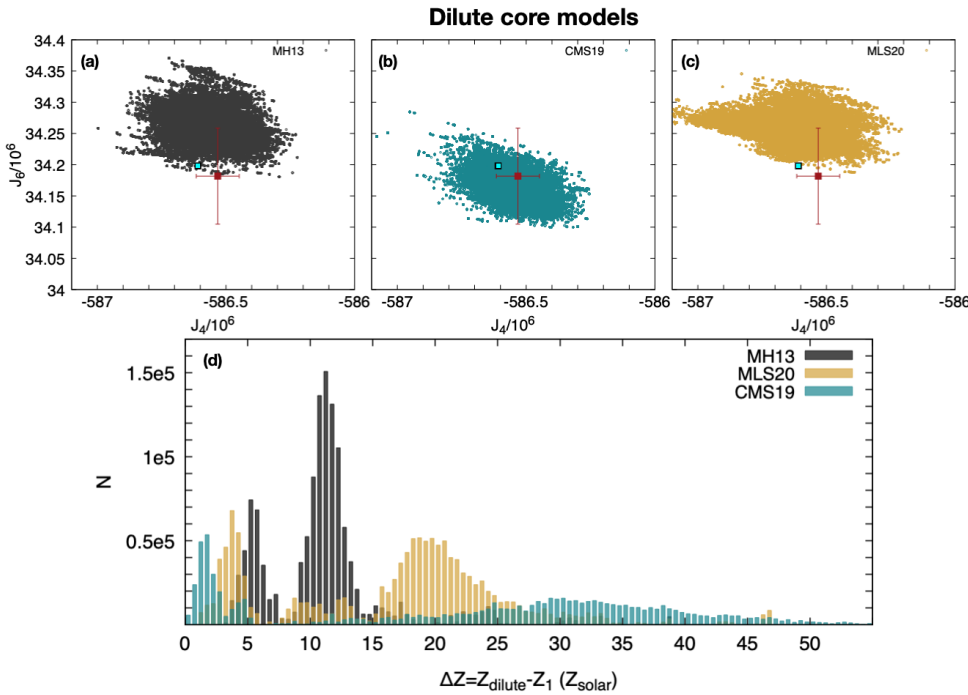 Dilute core models
34.4
34.35
34.3
34.25
34.2
34.15
34.1
34.05
34
J6/10^6
(a)
MH13
-587
-586.5
-586
J4/10^6
(b)
CMS19
-587
-586.5
-586
J4/10^6
(c)
MLS20
-587
-586.5
-586
J4/10^6
(d)
MH13
MLS20
CMS19
1.5e5
1e5
0.5e5
N
0
5
10
15
20
25
30
35
40
45
50
ΔZ=Zdilute-Z1 (Zsolar)